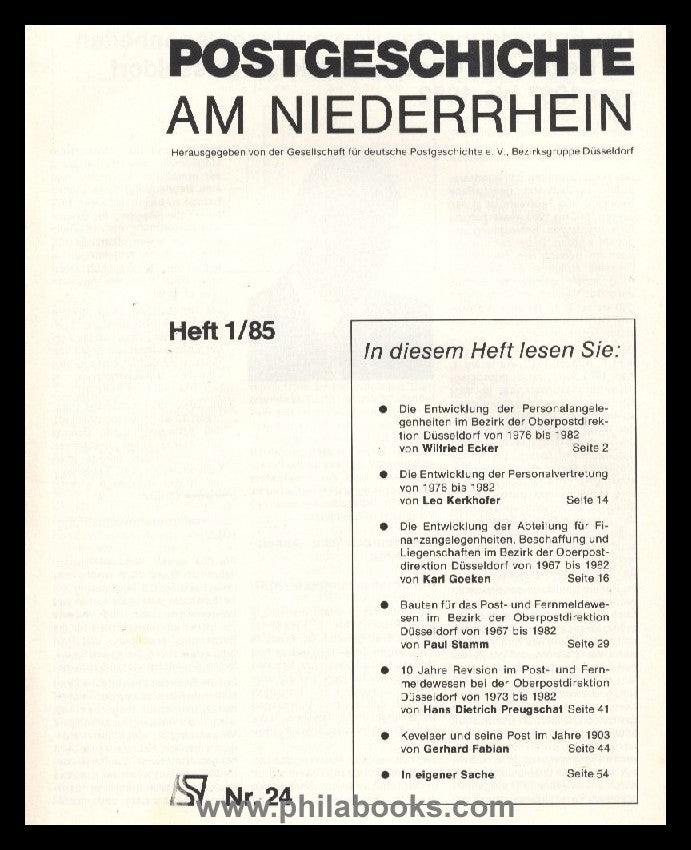 POSTGESCHICHTE
AM NIEDERRHEIN
Herausgegeben von der Gesellschaft für deutsche Postgeschichte e. V., Bezirksgruppe Düsseldorf
Heft 1/85
In diesem Heft lesen Sie:
● Die Entwicklung der Personalangele-
genheiten im Bezirk der Oberpostdirek-
tion Düsseldorf von 1976 bis 1982
von Wilfried Ecker Seite 2
● Die Entwicklung der Personalvertretung
von 1976 bis 1982
von Leo Kerkhofer Seite 14
● Die Entwicklung der Abteilung für Fi-
nanzangelegenheiten, Beschaffung und
Liegenschaften im Bezirk der Oberpost-
direktion Düsseldorf von 1967 bis 1982
von Karl Goeken Seite 16
● Bauten für das Post- und Fernmeldewe-
sen im Bezirk der Oberpostdirektion
Düsseldorf von 1967 bis 1982
von Paul Stamm Seite 29
● 10 Jahre Revision im Post- und Fern-
meldewesen bei der Oberpostdirektion
Düsseldorf von 1973 bis 1982
von Hans Dietrich Preugschat Seite 41
● Kevelaer und seine Post im Jahre 1903
von Gerhard Fabian Seite 44
● In eigener Sache Seite 54
Nr. 24
www.philabooks.com